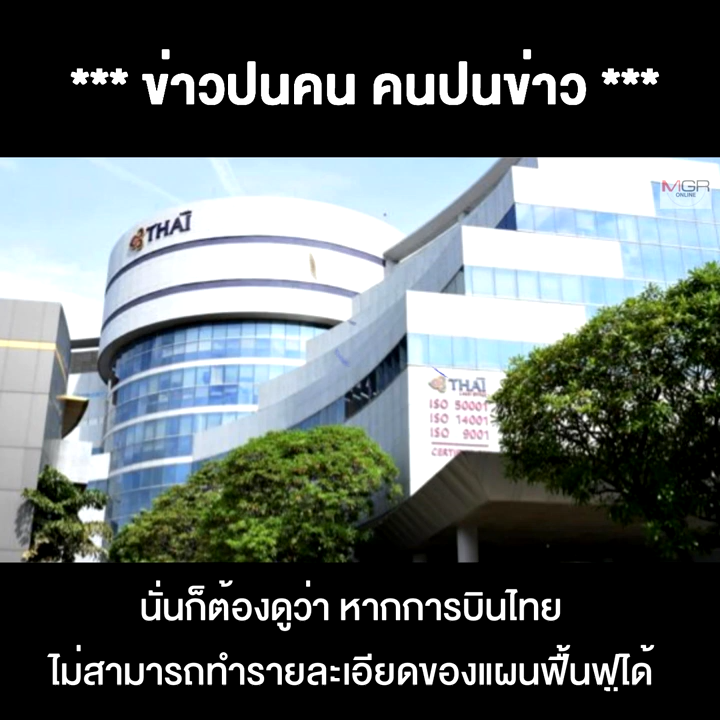 *** ข่าวปนคน คนปนข่าว ***
MGR
ONLINE
THAI
THAI
ISO 50001
ISO 14001
ISO 9001
นั่นก็ต้องดูว่า หากการบินไทย
ไม่สามารถทำรายละเอียดของแผนฟื้นฟูได้